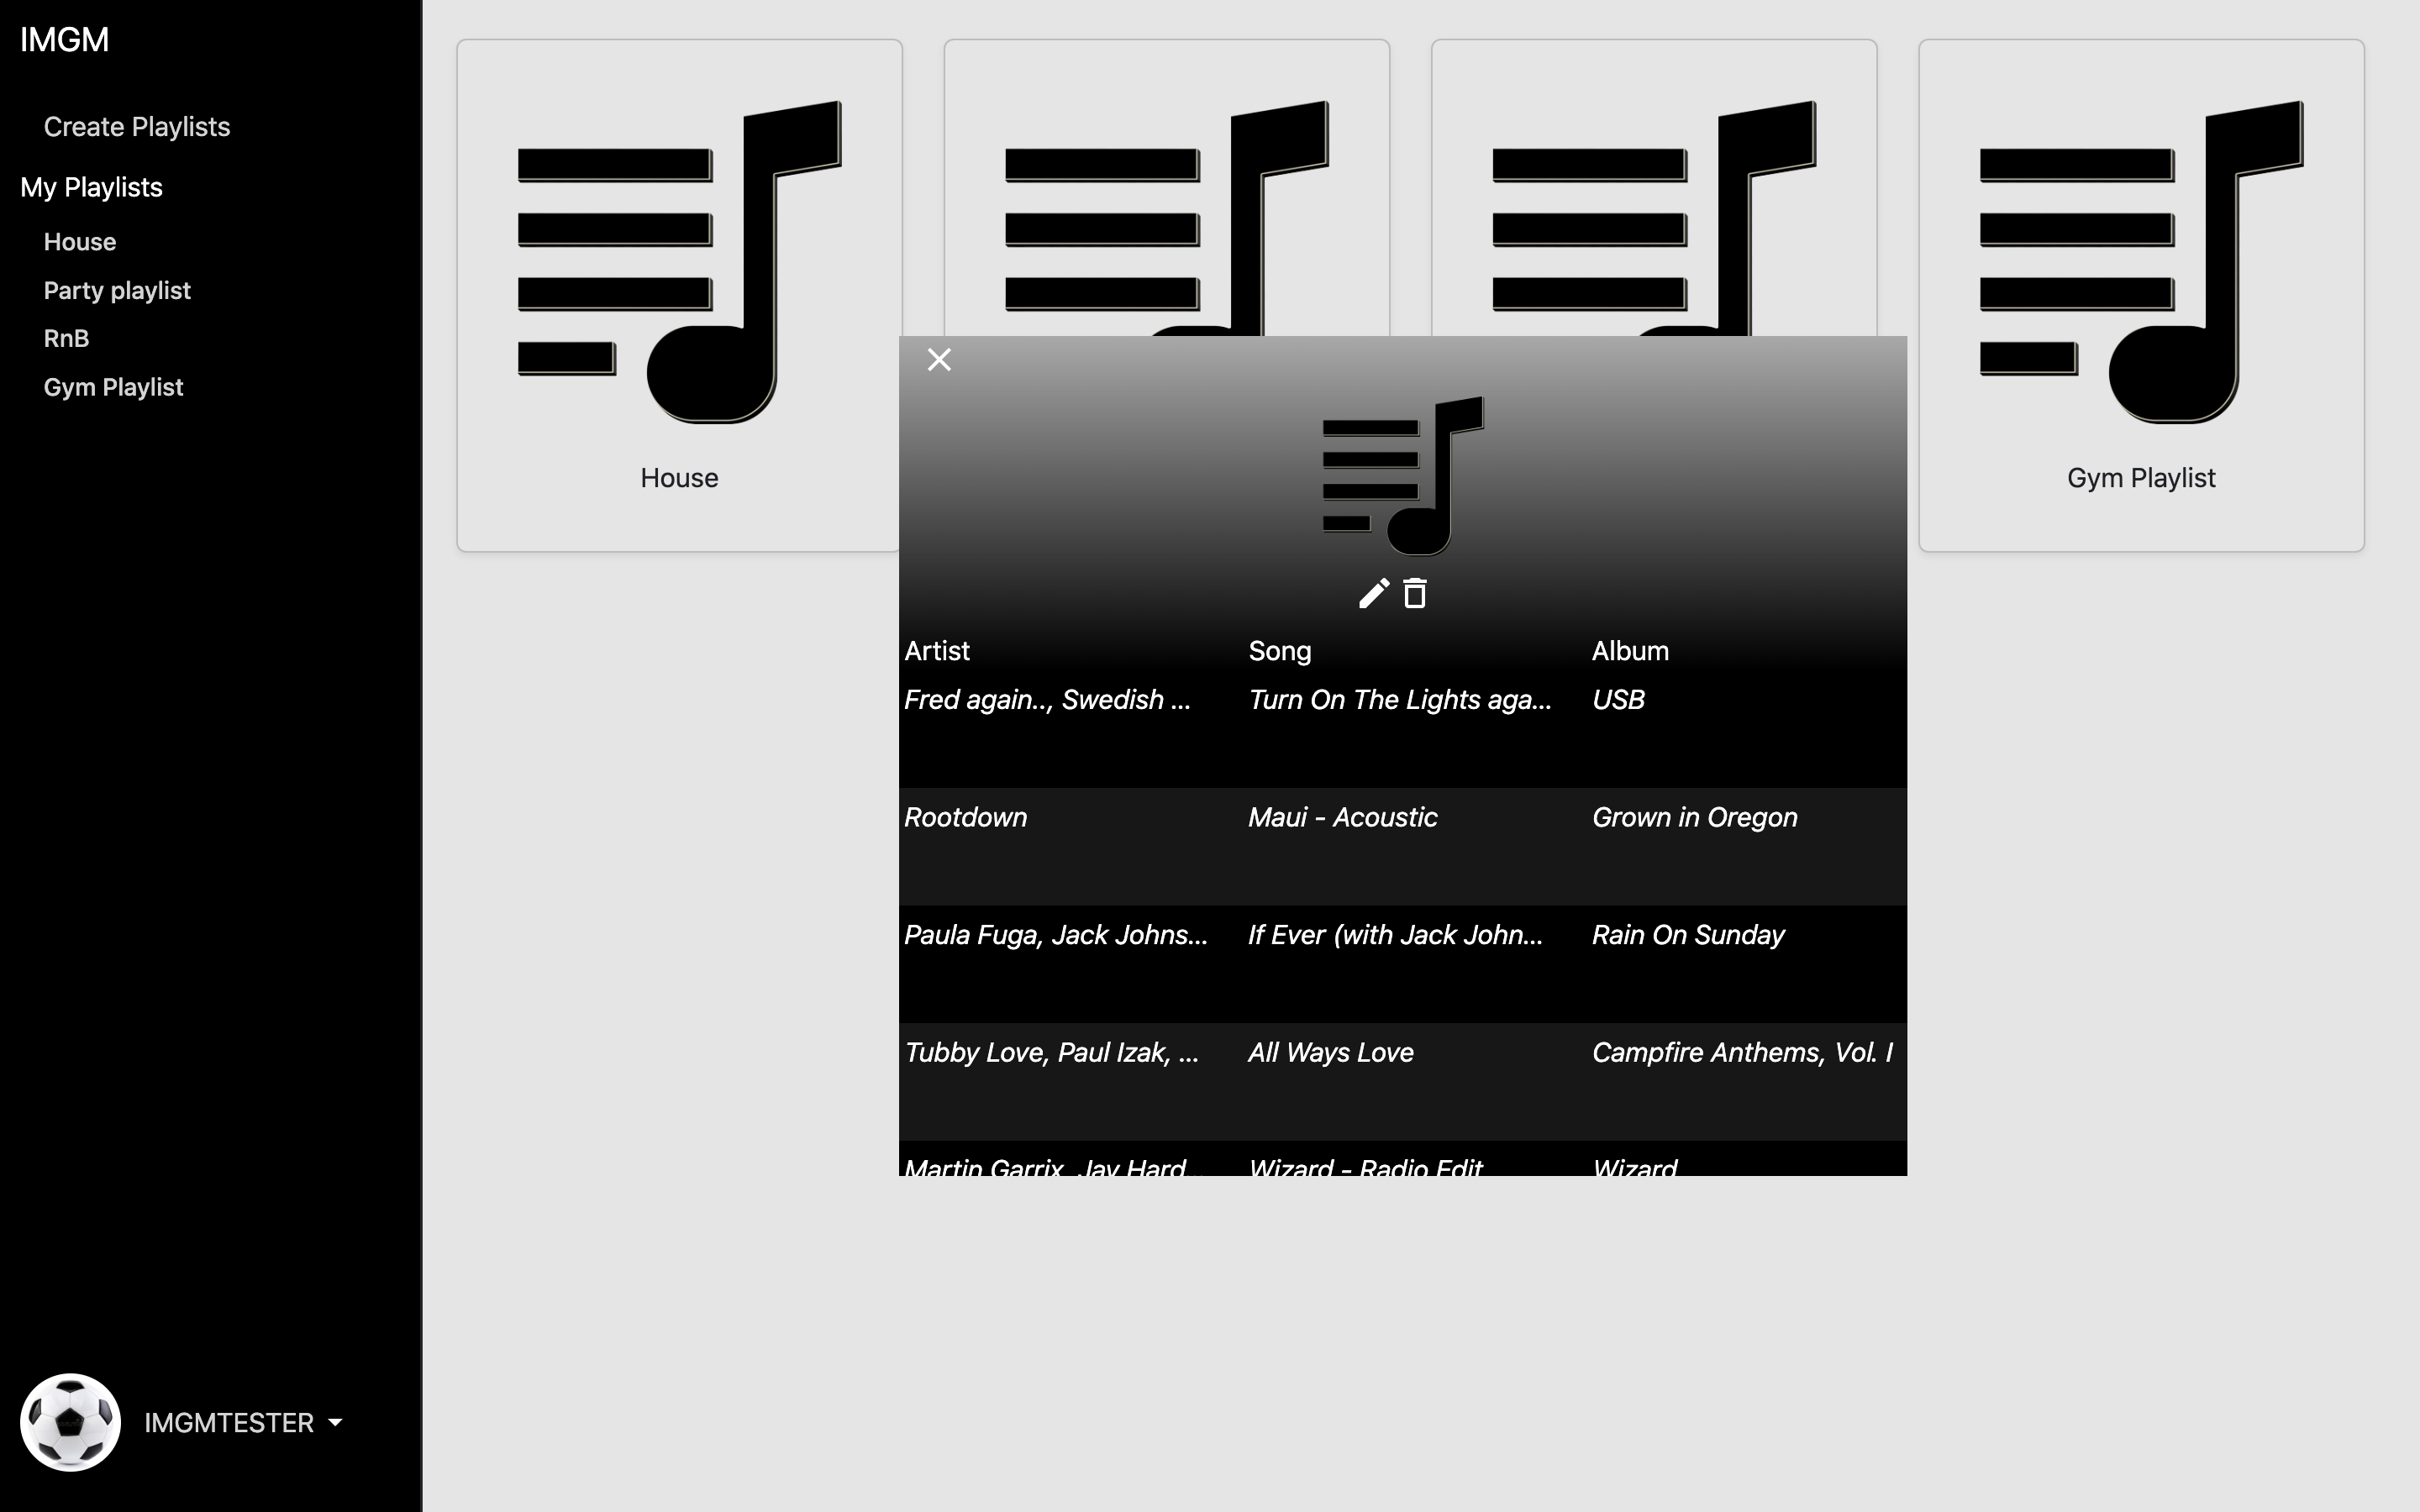 IMGM
Create Playlists
My Playlists
House
Party playlist
RnB
Gym Playlist
IMGMTESTER
House
Gym Playlist
Artist Song Album
Fred again.., Swedish ... Turn On The Lights aga... USB
Rootdown Maui - Acoustic Grown in Oregon
Paula Fuga, Jack Johns... If Ever (with Jack John... Rain On Sunday
Tubby Love, Paul Izak, ... All Ways Love Campfire Anthems, Vol. I
Martin Garrix, Jay Hard... Wizard - Radio Edit Wizard